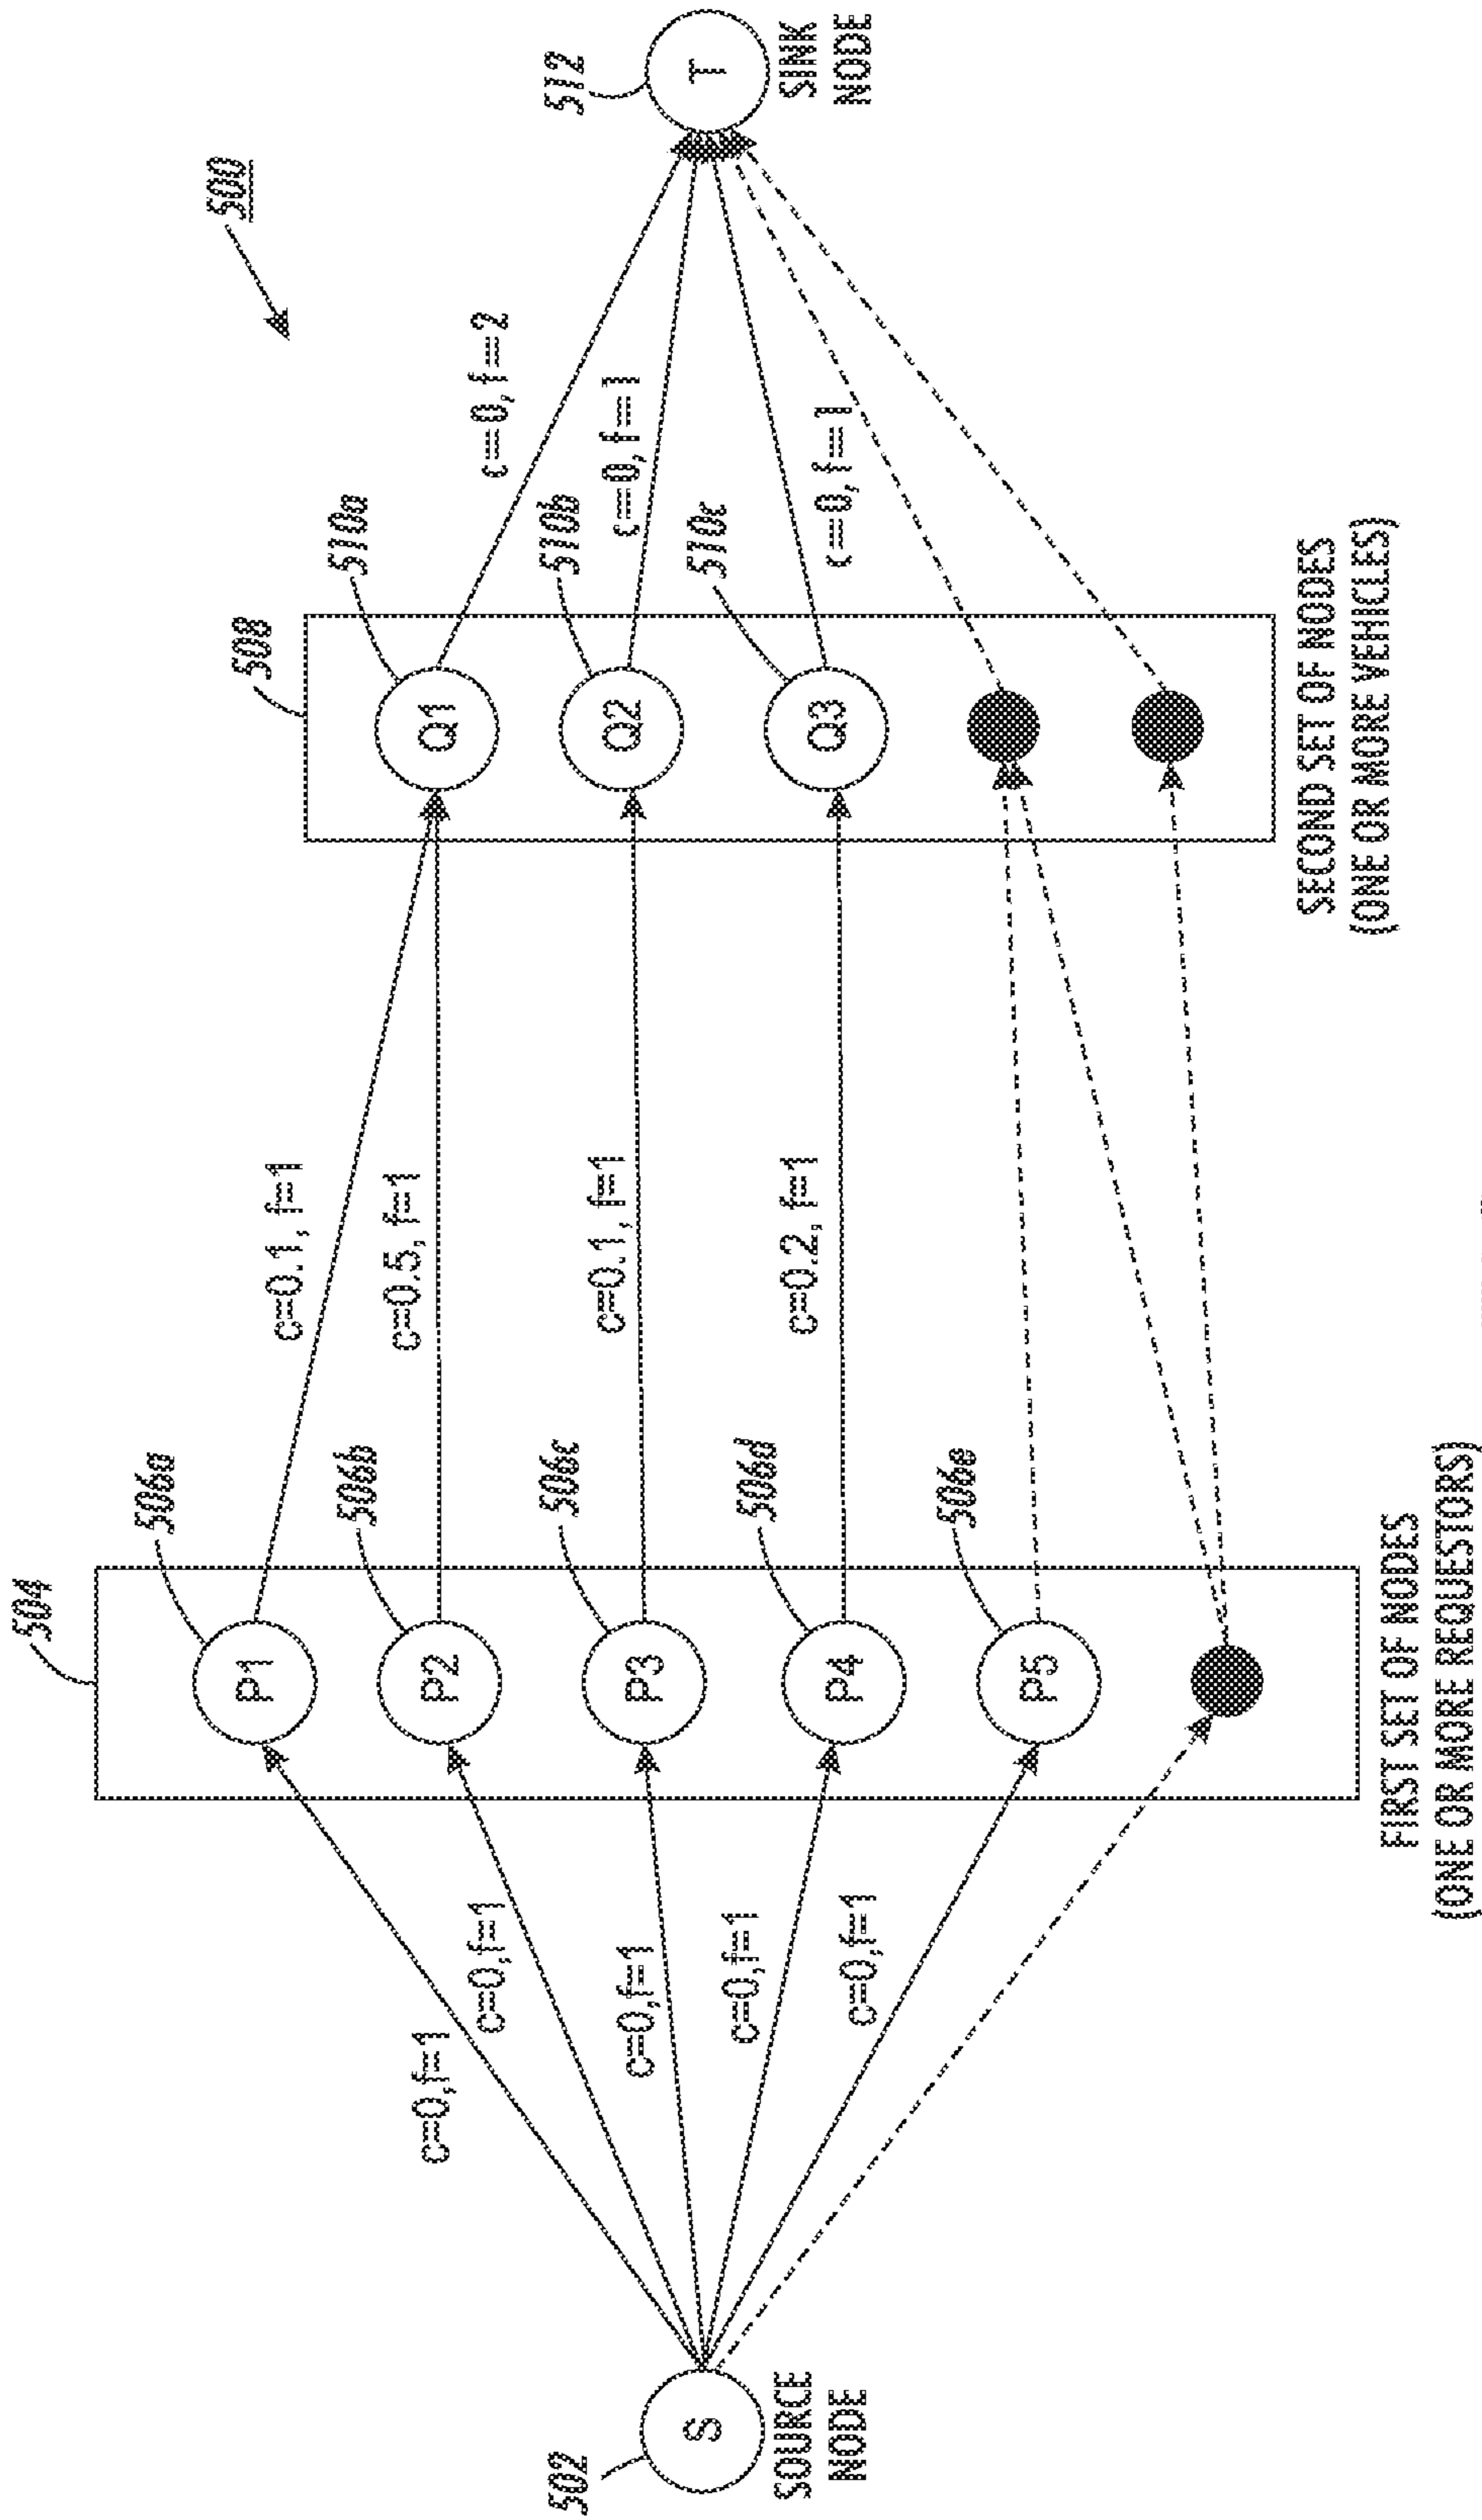 500
502
S
SOURCE
NODE
c=0,f=1
c=0,f=1
c=0,f=1
c=0,f=1
c=0,f=1
504
506a
P1
506b
P2
506c
P3
506d
P4
506e
P5
FIRST SET OF NODES
(ONE OR MORE REQUESTORS)
c=0.1, f=1
c=0.5, f=1
c=0.1, f=1
c=0.2, f=1
508
510a
Q1
510b
Q2
510c
Q3
SECOND SET OF NODES
(ONE OR MORE VEHICLES)
c=0, f=2
c=0, f=1
c=0, f=1
512
T
SINK
NODE